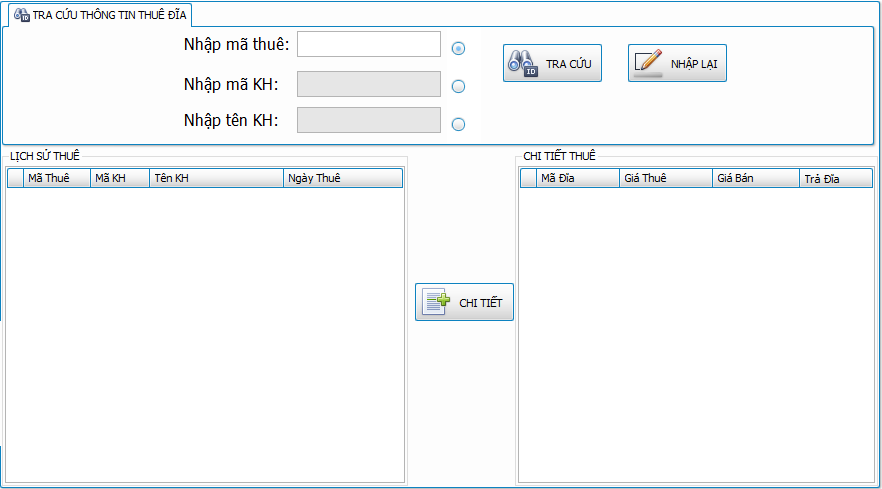 TRA CỨU THÔNG TIN THUÊ ĐĨA
Nhập mã thuê:
Nhập mã KH:
Nhập tên KH:
ID TRA CỨU
NHẬP LẠI
LỊCH SỬ THUÊ
Mã Thuê Mã KH Tên KH Ngày Thuê
CHI TIẾT
CHI TIẾT THUÊ
Mã Đĩa Giá Thuê Giá Bán Trả Đĩa